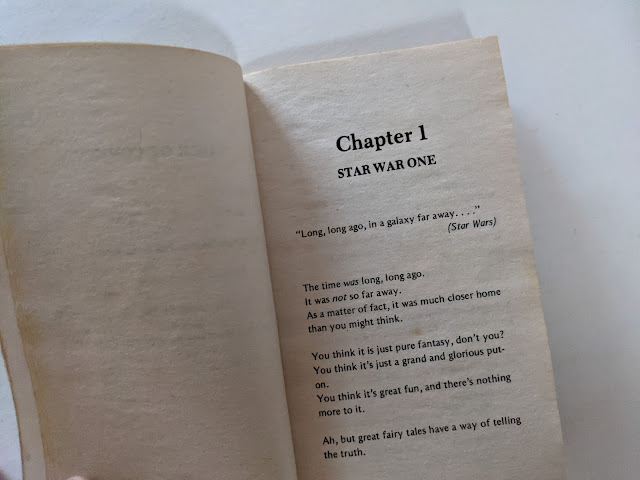 Chapter 1
STAR WAR ONE
"Long, long ago, in a galaxy far away. . . ."
(Star Wars)
The time was long, long ago.
It was not so far away.
As a matter of fact, it was much closer home
than you might think.
You think it is just pure fantasy, don't you?
You think it's just a grand and glorious put-
on.
You think it's great fun, and there's nothing
more to it.
Ah, but great fairy tales have a way of telling
the truth.